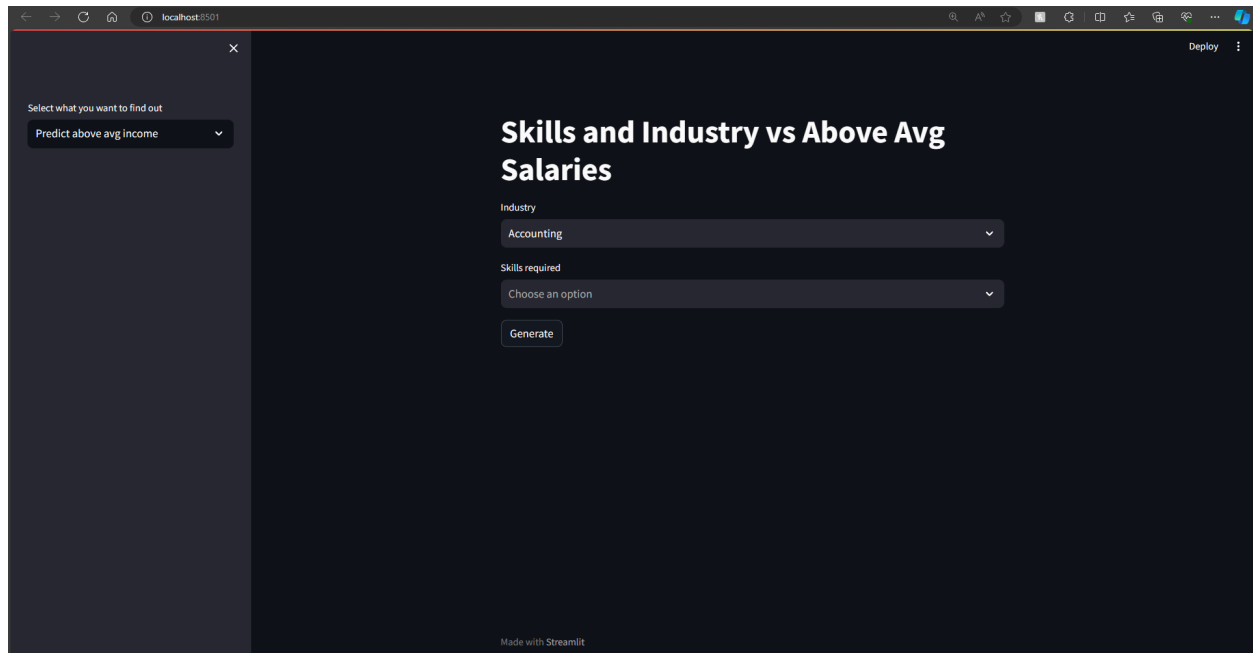 localhost:8501
Deploy
Select what you want to find out
Predict above avg income
Skills and Industry vs Above Avg
Salaries
Industry
Accounting
Skills required
Choose an option
Generate
Made with Streamlit